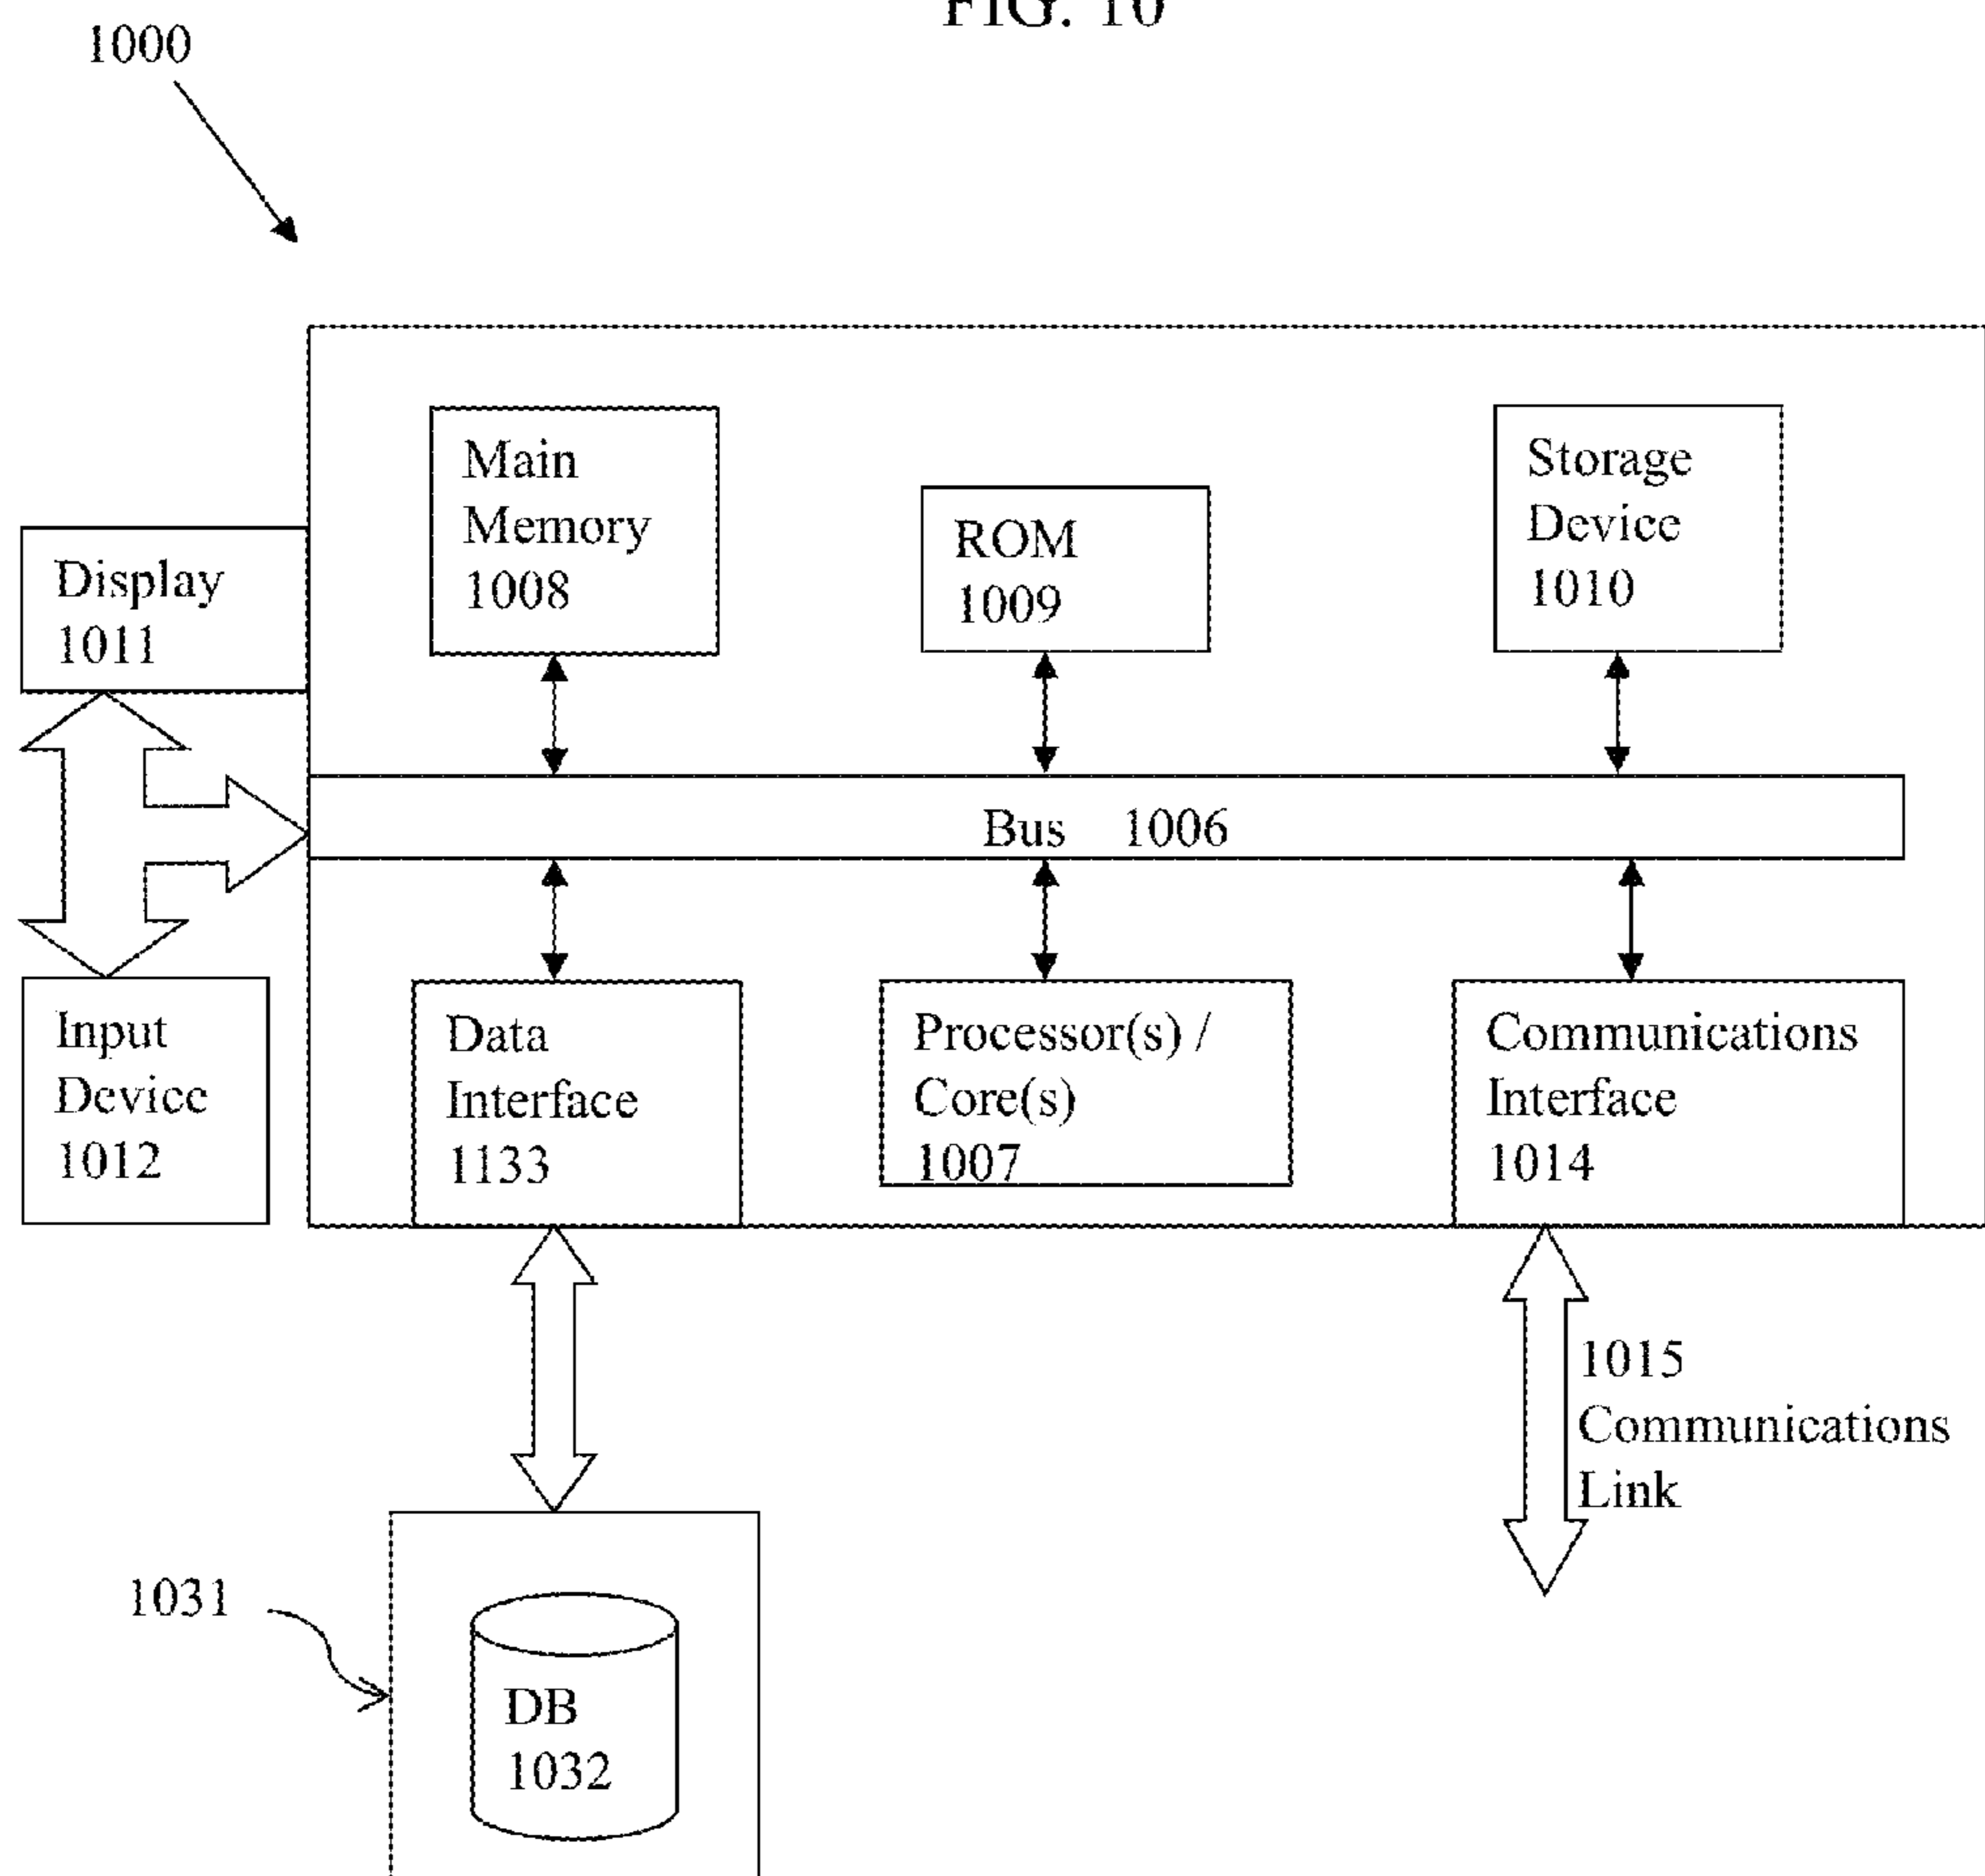 FIG. 10
1000
Main
Memory
1008
ROM
1009
Storage
Device
1010
Display
1011
Bus 1006
Input
Device
1012
Data
Interface
1133
Processor(s) /
Core(s)
1007
Communications
Interface
1014
1015
Communications
Link
1031
DB
1032